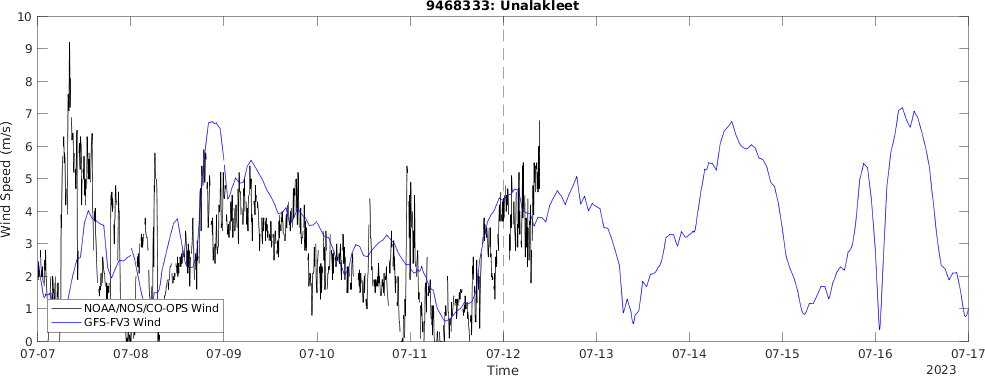 9468333: Unalakleet
Wind Speed (m/s)
10
9
8
7
6
5
4
3
2
1
0
NOAA/NOS/CO-OPS Wind
GFS-FV3 Wind
07-07 07-08 07-09 07-10 07-11 07-12 07-13 07-14 07-15 07-16 07-17
Time
2023